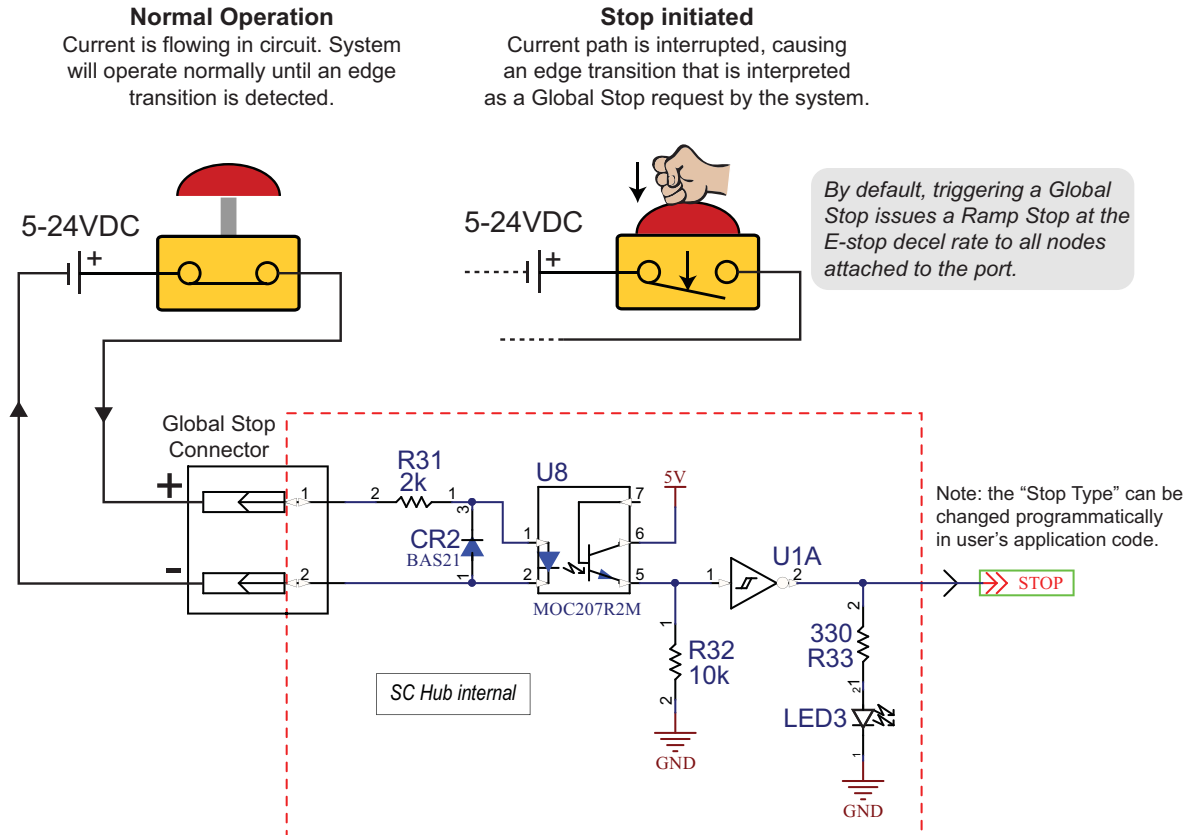 Normal Operation
Current is flowing in circuit. System
will operate normally until an edge
transition is detected.
Stop initiated
Current path is interrupted, causing
an edge transition that is interpreted
as a Global Stop request by the system.
5-24VDC
+
5-24VDC
+
By default, triggering a Global
Stop issues a Ramp Stop at the
E-stop decel rate to all nodes
attached to the port.
Global Stop
Connector
+
1
-
2
2
R31
2k
1
3
CR2
BAS21
1
U8
1
2
7
6
5
MOC207R2M
5V
1
U1A
2
1
R32
10k
2
GND
2
330
R33
1
2
LED3
1
GND
Note: the “Stop Type” can be
changed programmatically
in user’s application code.
STOP
SC Hub internal